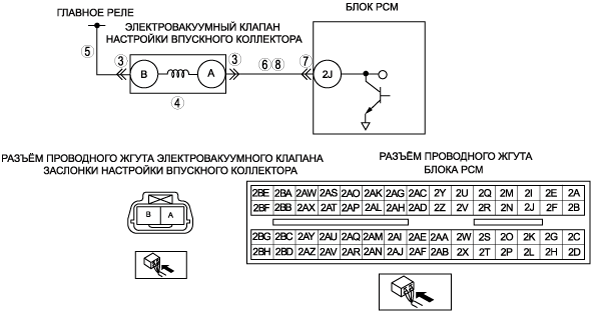 ГЛАВНОЕ РЕЛЕ
БЛОК PCM
ЭЛЕКТРОВАКУУМНЫЙ КЛАПАН
НАСТРОЙКИ ВПУСКНОГО КОЛЛЕКТОРА
5
3
B
A
3
6 8
7
2J
4
РАЗЪЁМ ПРОВОДНОГО ЖГУТА ЭЛЕКТРОВАКУУМНОГО КЛАПАНА
ЗАСЛОНКИ НАСТРОЙКИ ВПУСКНОГО КОЛЛЕКТОРА
B A
РАЗЪЁМ ПРОВОДНОГО ЖГУТА
БЛОКА PCM
2BE 2BA 2AW 2AS 2AO 2AK 2AG 2AC 2Y 2U 2Q 2M 2I 2E 2A
2BF 2BB 2AX 2AT 2AP 2AL 2AH 2AD 2Z 2V 2R 2N 2J 2F 2B
2BG 2BC 2AY 2AU 2AQ 2AM 2AI 2AE 2AA 2W 2S 2O 2K 2G 2C
2BH 2BD 2AZ 2AV 2AR 2AN 2AJ 2AF 2AB 2X 2T 2P 2L 2H 2D